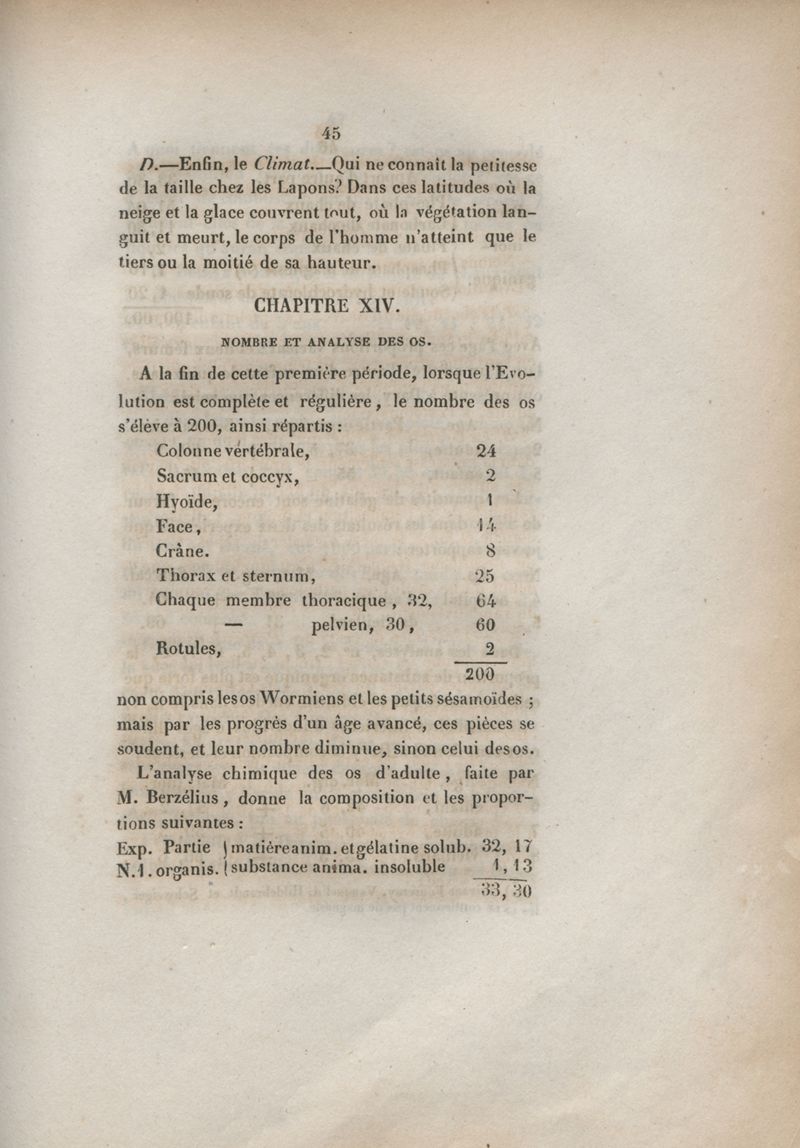 45
D.—Enfin, le Climat.—Qui ne connaît la petitesse
de la taille chez les Lapons? Dans ces latitudes où la
neige et la glace couvrent tout, où la végétation lan-
guit et meurt, le corps de l'homme n'atteint que le
tiers ou la moitié de sa hauteur.
CHAPITRE XIV.
NOMBRE ET ANALYSE DES OS.
A la fin de cette première période, lorsque l'Evo-
lution est complète et régulière, le nombre des os
s'élève à 200, ainsi répartis :
Colonne vértébrale, 24
Sacrum et coccyx, 2
Hyoïde, 1
Face, 14
Crâne. 8
Thorax et sternum, 25
Chaque membre thoracique, 32, 64
— pelvien, 30, 60
Rotules, 2
200
non compris les os Wormiens et les petits sésamoïdes ;
mais par les progrès d'un âge avancé, ces pièces se
soudent, et leur nombre diminue, sinon celui des os.
L'analyse chimique des os d'adulte, faite par
M. Berzélius, donne la composition et les propor-
tions suivantes :
Exp. Partie { matière anim. et gélatine solub. 32, 17
N.1. organis. { substance anima. insoluble 1, 13
33, 30